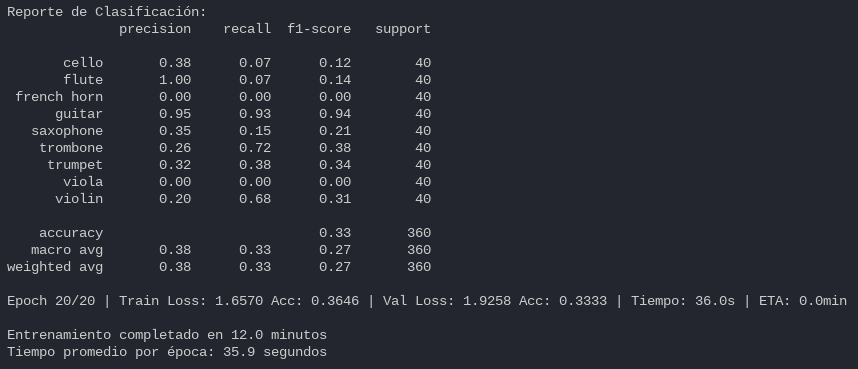 Reporte de Clasificación:
precision recall f1-score support
cello 0.38 0.07 0.12 40
flute 1.00 0.07 0.14 40
french horn 0.00 0.00 0.00 40
guitar 0.95 0.93 0.94 40
saxophone 0.35 0.15 0.21 40
trombone 0.26 0.72 0.38 40
trumpet 0.32 0.38 0.34 40
viola 0.00 0.00 0.00 40
violin 0.20 0.68 0.31 40
accuracy 0.33 360
macro avg 0.38 0.33 0.27 360
weighted avg 0.38 0.33 0.27 360
Epoch 20/20 | Train Loss: 1.6570 Acc: 0.3646 | Val Loss: 1.9258 Acc: 0.3333 | Tiempo: 36.0s | ETA: 0.0min
Entrenamiento completado en 12.0 minutos
Tiempo promedio por época: 35.9 segundos